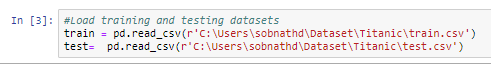 In [3]: #Load training and testing datasets
train = pd.read_csv(r'C:\Users\sobnathd\Dataset\Titanic\train.csv')
test=  pd.read_csv(r'C:\Users\sobnathd\Dataset\Titanic\test.csv')